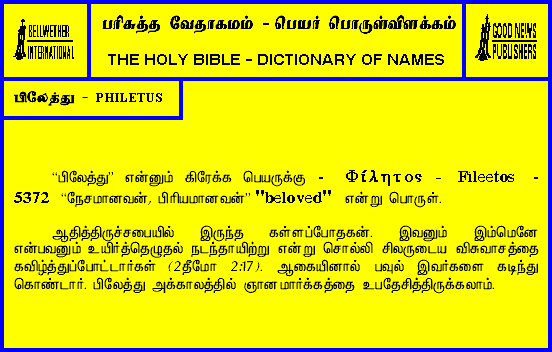 BELLWETHER
INTERNATIONAL
பரிசுத்த வேதாகமம் - பெயர் பொருள்விளக்கம்
THE HOLY BIBLE - DICTIONARY OF NAMES
GOOD NEWS
PUBLISHERS
பிலேத்து - PHILETUS
“பிலேத்து” என்னும் கிரேக்க பெயருக்கு - Φίλητος - Fileetos -
5372 “நேசமானவன், பிரியமானவன்” "beloved" என்று பொருள்.
ஆதித்திருச்சபையில் இருந்த கள்ளப்போதகன். இவனும் இம்மெனே
என்பவனும் உயிர்த்தெழுதல் நடந்தாயிற்று என்று சொல்லி சிலருடைய விசுவாசத்தை
கவிழ்த்துப்போட்டார்கள் (2தீமோ 2:17). ஆகையினால் பவுல் இவர்களை கடிந்து
கொண்டார். பிலேத்து அக்காலத்தில் ஞானமார்க்கத்தை உபதேசித்திருக்கலாம்.